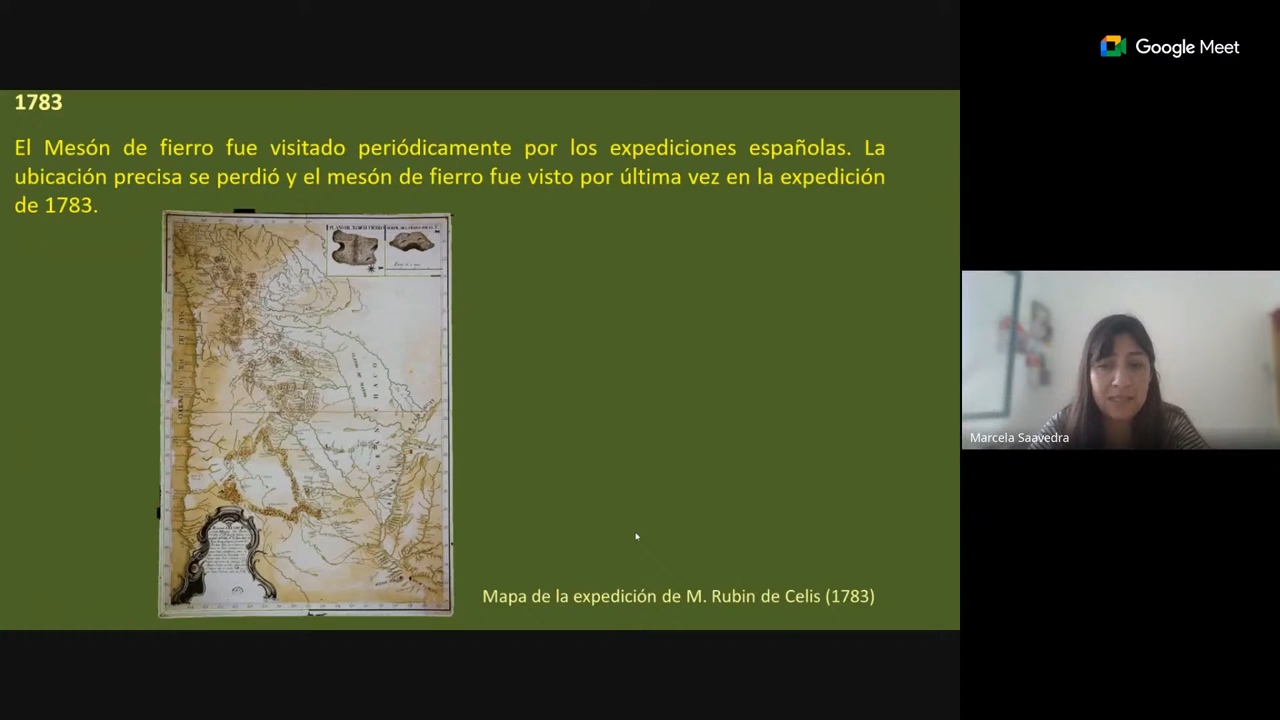 1783
El Mesón de fierro fue visitado periódicamente por los expediciones españolas. La
ubicación precisa se perdió y el mesón de fierro fue visto por última vez en la expedición
de 1783.
CHACO
Mapa de la expedición de M. Rubin de Celis (1783)
Google Meet
Marcela Saavedra